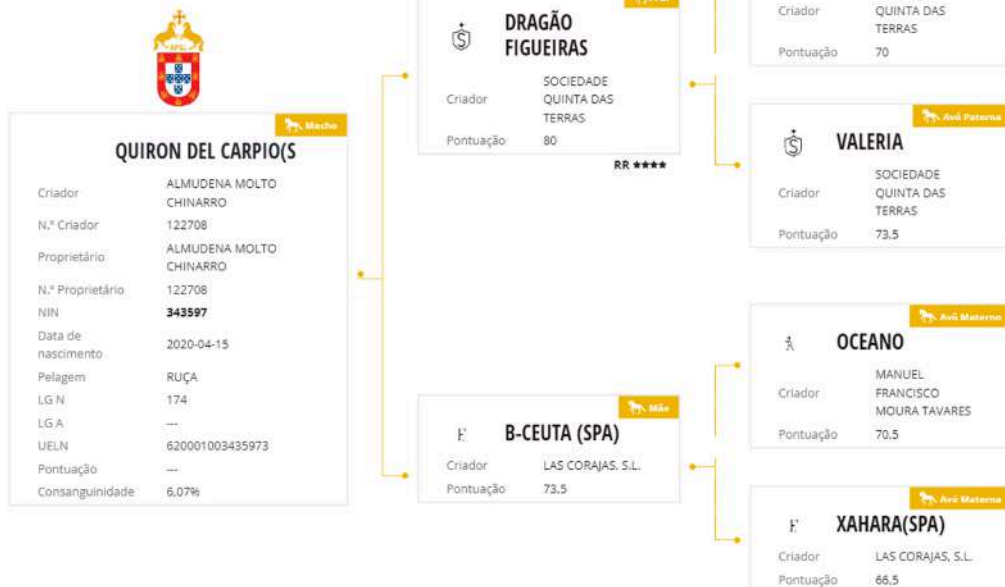 APSL
Macho
QUIRON DEL CARPIO(S
Criador ALMUDENA MOLTO
CHINARRO
N.º Criador 122708
Proprietário ALMUDENA MOLTO
CHINARRO
N.º Proprietário 122708
NIN 343597
Data de
nascimento 2020-04-15
Pelagem RUÇA
LG N 174
LG A ---
UELN 620001003435973
Pontuação ---
Consanguinidade 6.07%
DRAGÃO
FIGUEIRAS
Criador SOCIEDADE
QUINTA DAS
TERRAS
Pontuação 80
RR ★★★★
Mãe
B-CEUTA (SPA)
Criador LAS CORAJAS, S.L.
Pontuação 73.5
Criador QUINTA DAS
TERRAS
Pontuação 70
Avó Paterna
VALERIA
Criador SOCIEDADE
QUINTA DAS
TERRAS
Pontuação 73.5
Avô Materno
OCEANO
Criador MANUEL
FRANCISCO
MOURA TAVARES
Pontuação 70.5
Avó Materna
XAHARA(SPA)
Criador LAS CORAJAS, S.L.
Pontuação 66.5